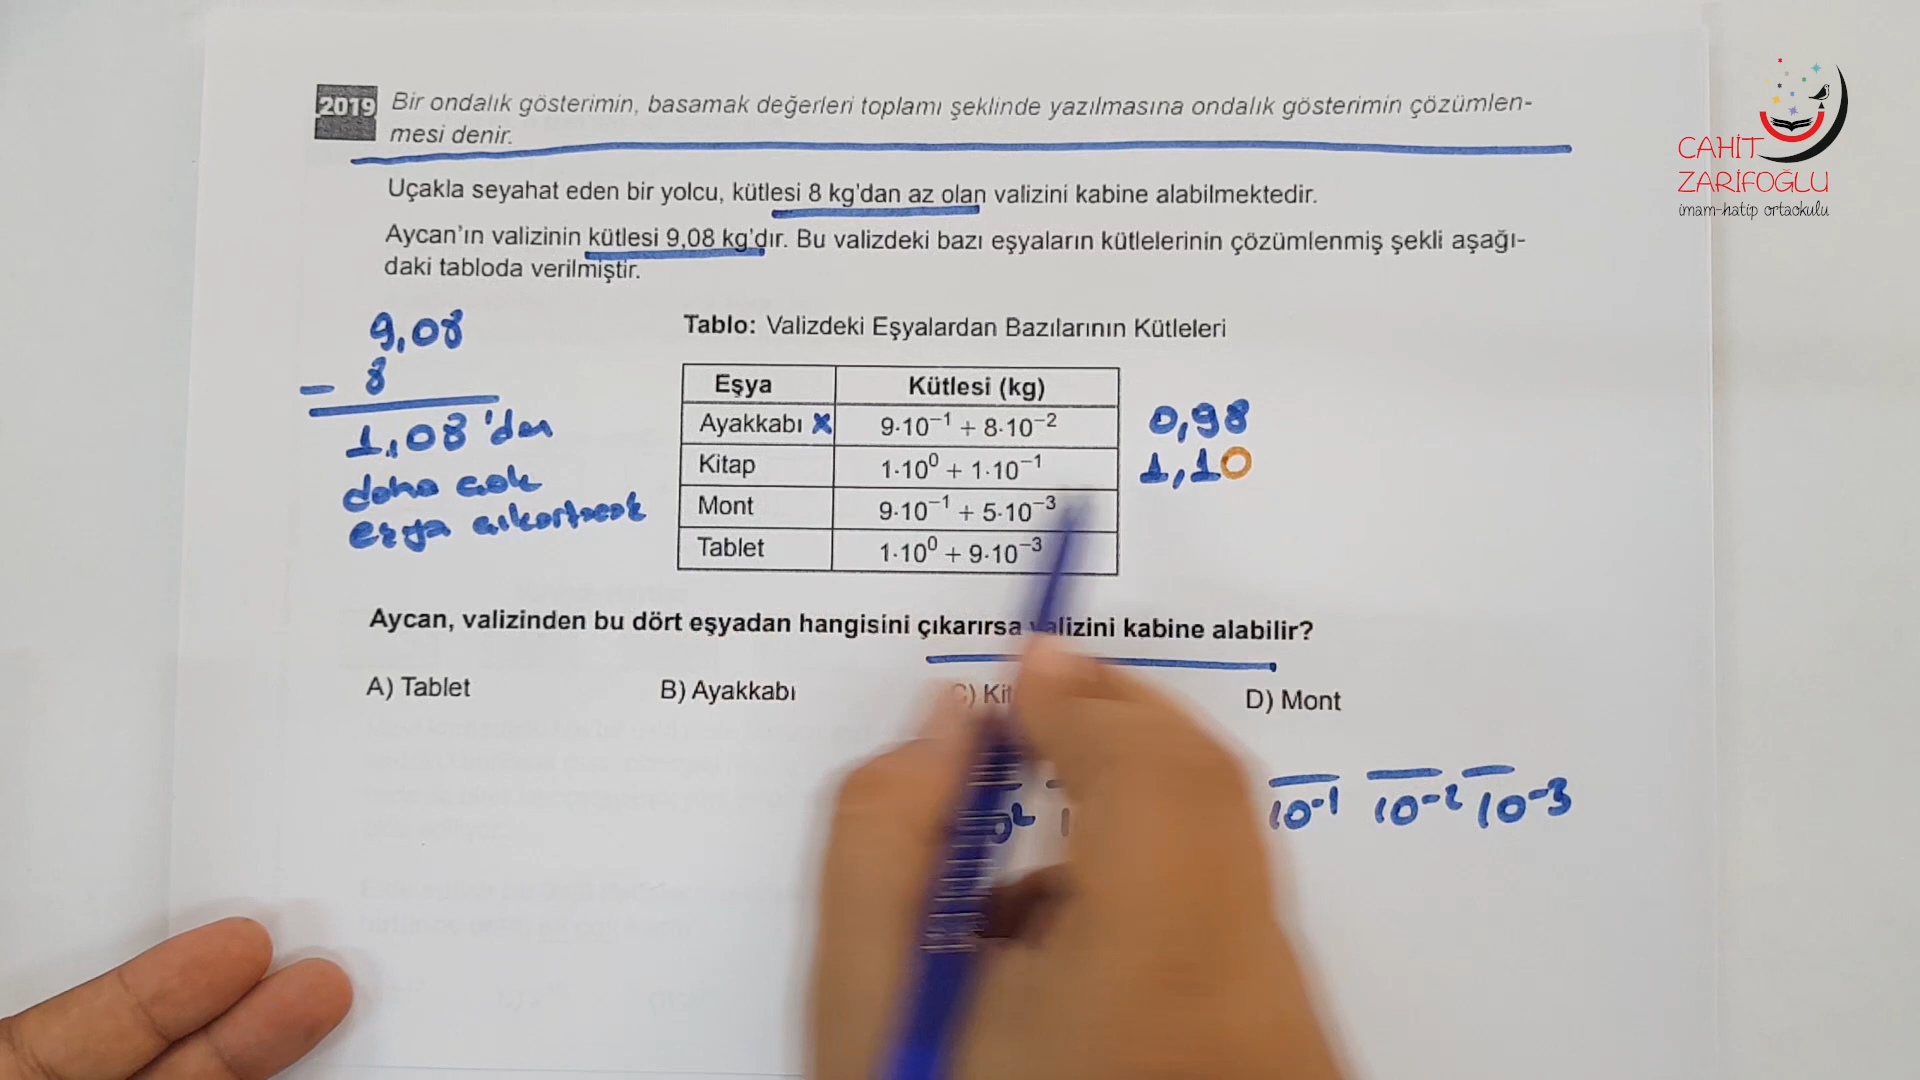 2019 Bir ondalık gösterimin, basamak değerleri toplamı şeklinde yazılmasına ondalık gösterimin çözümlen-
mesi denir.
CAHİT
ZARİFOĞLU
imam-hatip ortaokulu
Uçakla seyahat eden bir yolcu, kütlesi 8 kg'dan az olan valizini kabine alabilmektedir.
Aycan'ın valizinin kütlesi 9,08 kg'dır. Bu valizdeki bazı eşyaların kütlelerinin çözümlenmiş şekli aşağı-
daki tabloda verilmiştir.
9,08
– 8
1,08'den
daha çok
eşya çıkartacak
Tablo: Valizdeki Eşyalardan Bazılarının Kütleleri
Eşya Kütlesi (kg)
Ayakkabı x 9·10⁻¹ + 8·10⁻² 0,98
Kitap 1·10⁰ + 1·10⁻¹ 1,10
Mont 9·10⁻¹ + 5·10⁻³
Tablet 1·10⁰ + 9·10⁻³
Aycan, valizinden bu dört eşyadan hangisini çıkarırsa valizini kabine alabilir?
A) Tablet B) Ayakkabı C) D) Mont
10⁻¹ 10⁻² 10⁻³